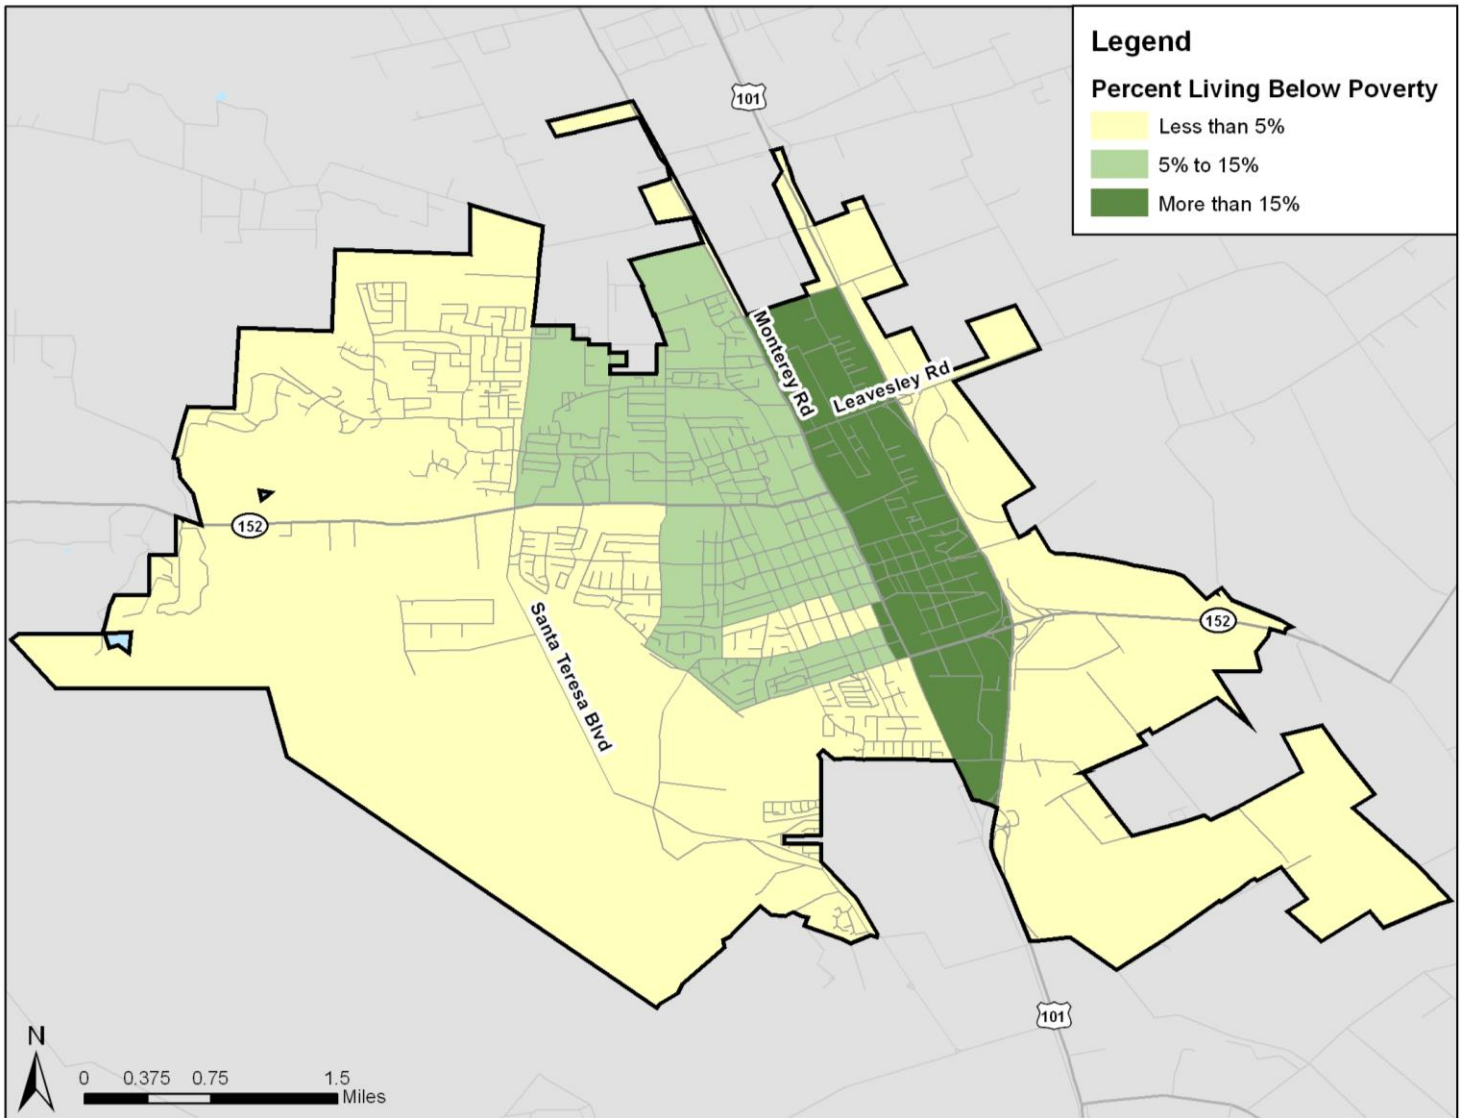 Legend
Percent Living Below Poverty
Less than 5%
5% to 15%
More than 15%
101
Monterey Rd
Leavesley Rd
152
Santa Teresa Blvd
152
101
N
0 0.375 0.75 1.5
Miles